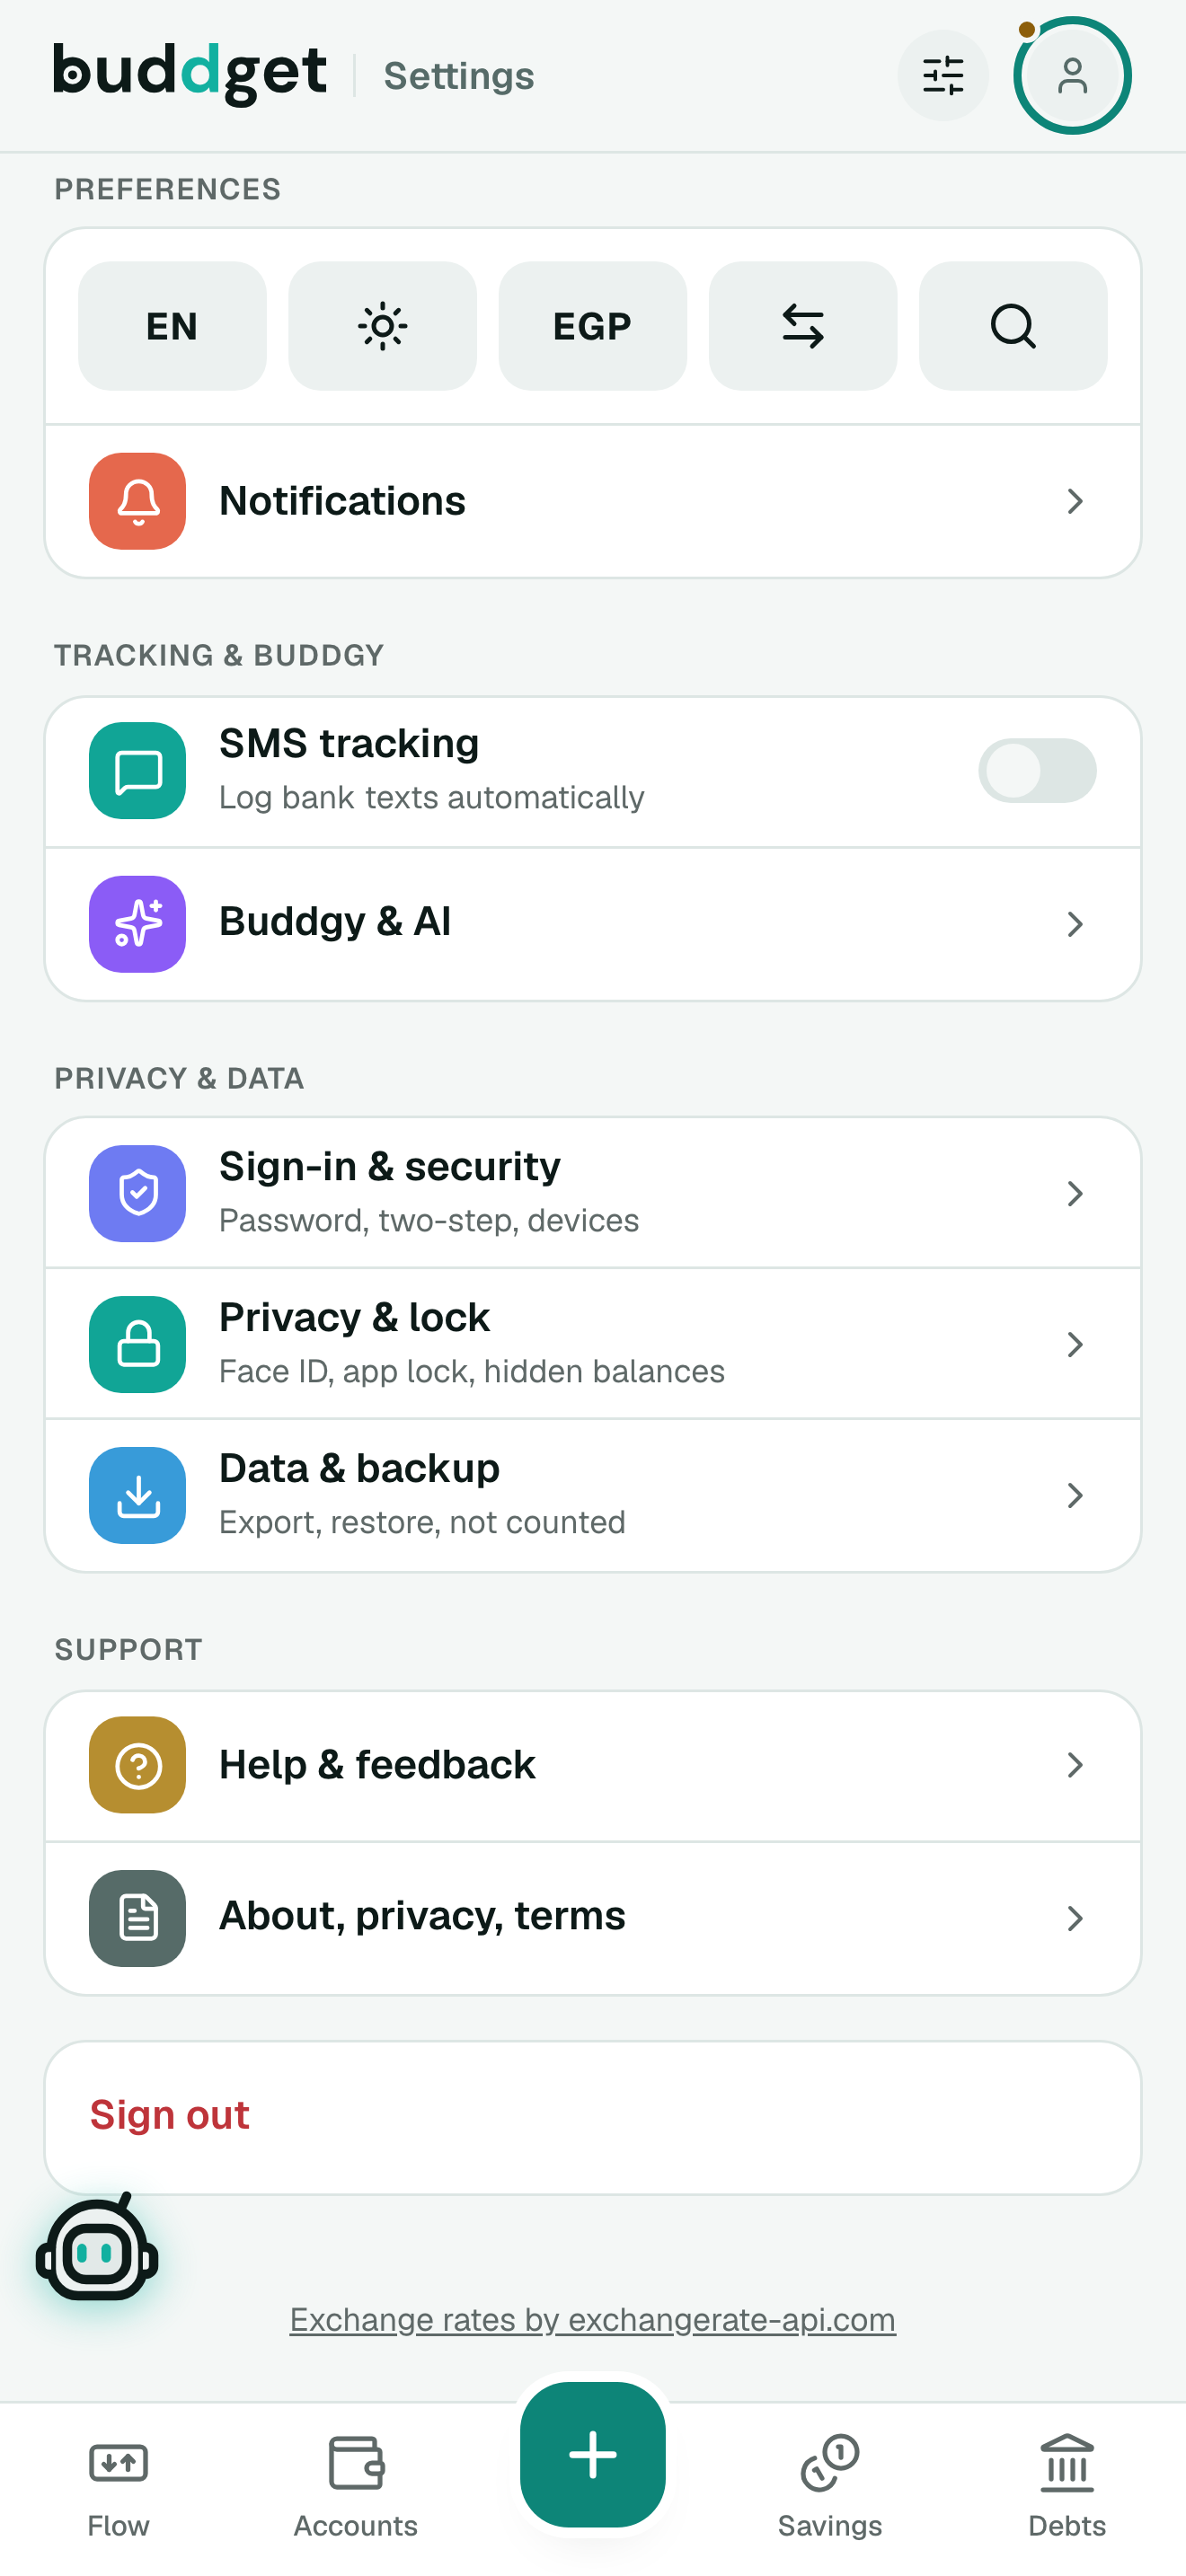 buddget
Settings
PREFERENCES
EN
EGP
Notifications
TRACKING & BUDDGY
SMS tracking
Log bank texts automatically
Buddgy & AI
PRIVACY & DATA
Sign-in & security
Password, two-step, devices
Privacy & lock
Face ID, app lock, hidden balances
Data & backup
Export, restore, not counted
SUPPORT
Help & feedback
About, privacy, terms
Sign out
Exchange rates by exchangerate-api.com
Flow
Accounts
Savings
Debts